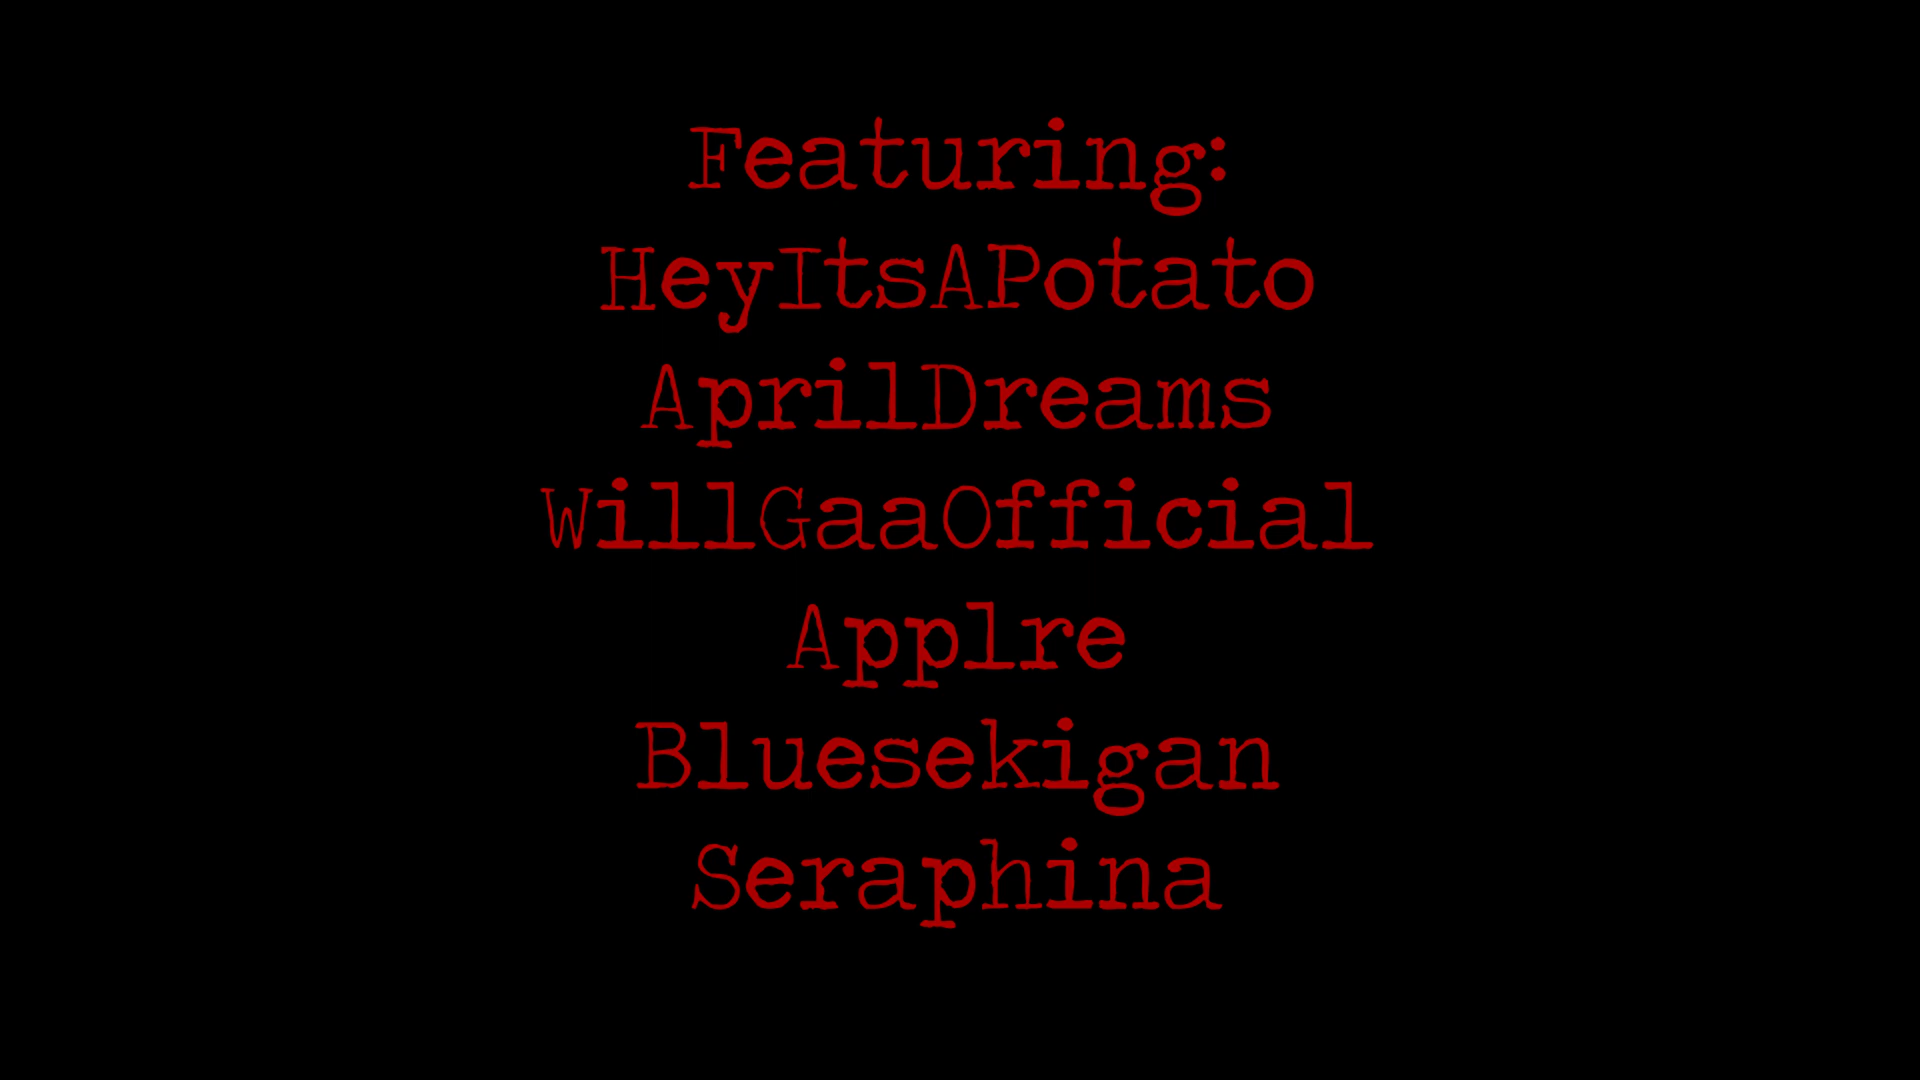 Featuring:
HeyItsAPotato
AprilDreams
WillGaaOfficial
Applre
Bluesekigan
Seraphina